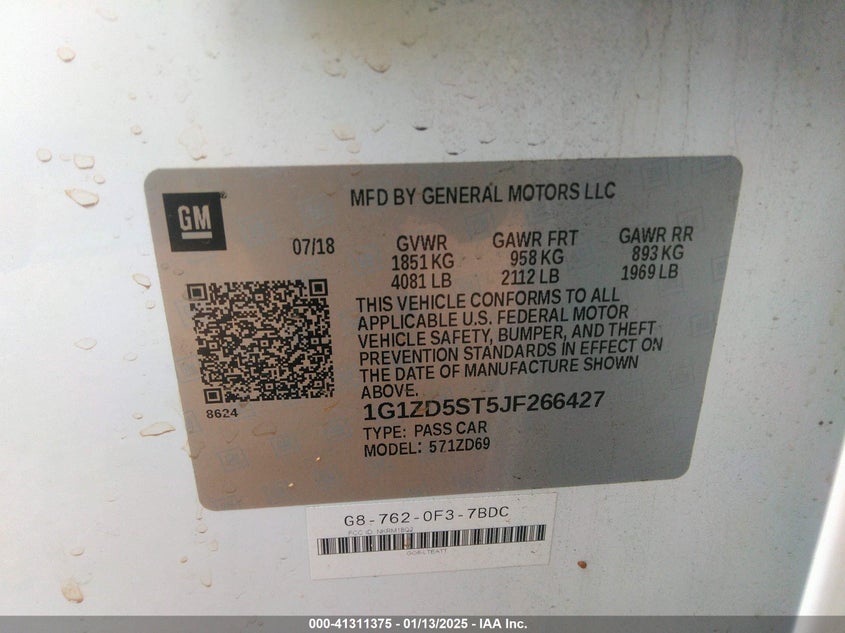 GM
MFD BY GENERAL MOTORS LLC
07/18
GVWR GAWR FRT GAWR RR
1851 KG 958 KG 893 KG
4081 LB 2112 LB 1969 LB
THIS VEHICLE CONFORMS TO ALL
APPLICABLE U.S. FEDERAL MOTOR
VEHICLE SAFETY, BUMPER, AND THEFT
PREVENTION STANDARDS IN EFFECT ON
THE DATE OF MANUFACTURE SHOWN
ABOVE.
8624
1G1ZD5ST5JF266427
TYPE: PASS CAR
MODEL: 571ZD69
G8-762-0F3-7BDC
FCC ID:
000-41311375 - 01/13/2025 - IAA Inc.